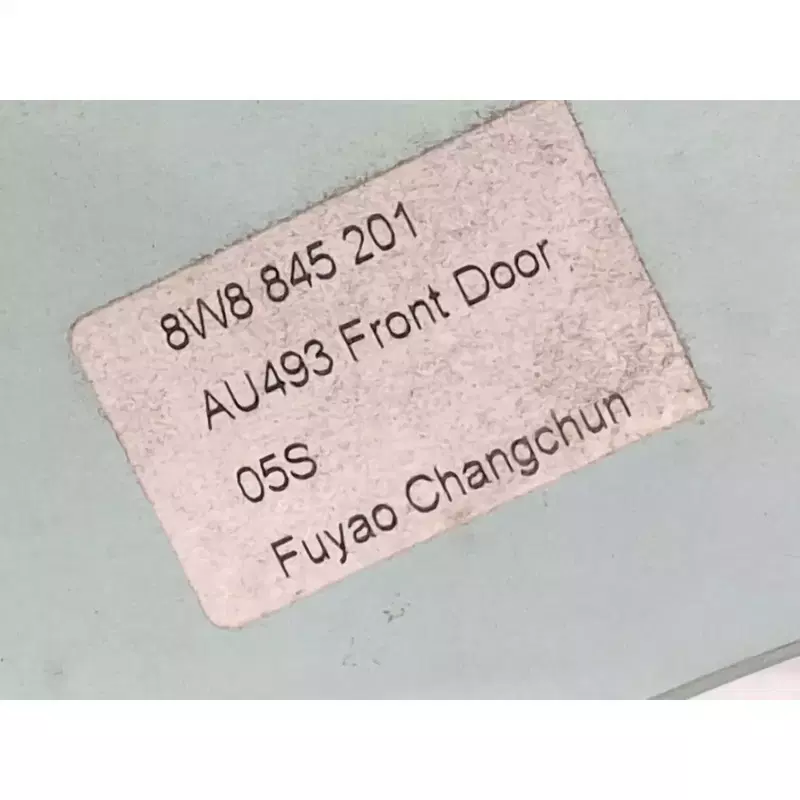 8W8 845 201
AU493 Front Door
05S
Fuyao Changchun